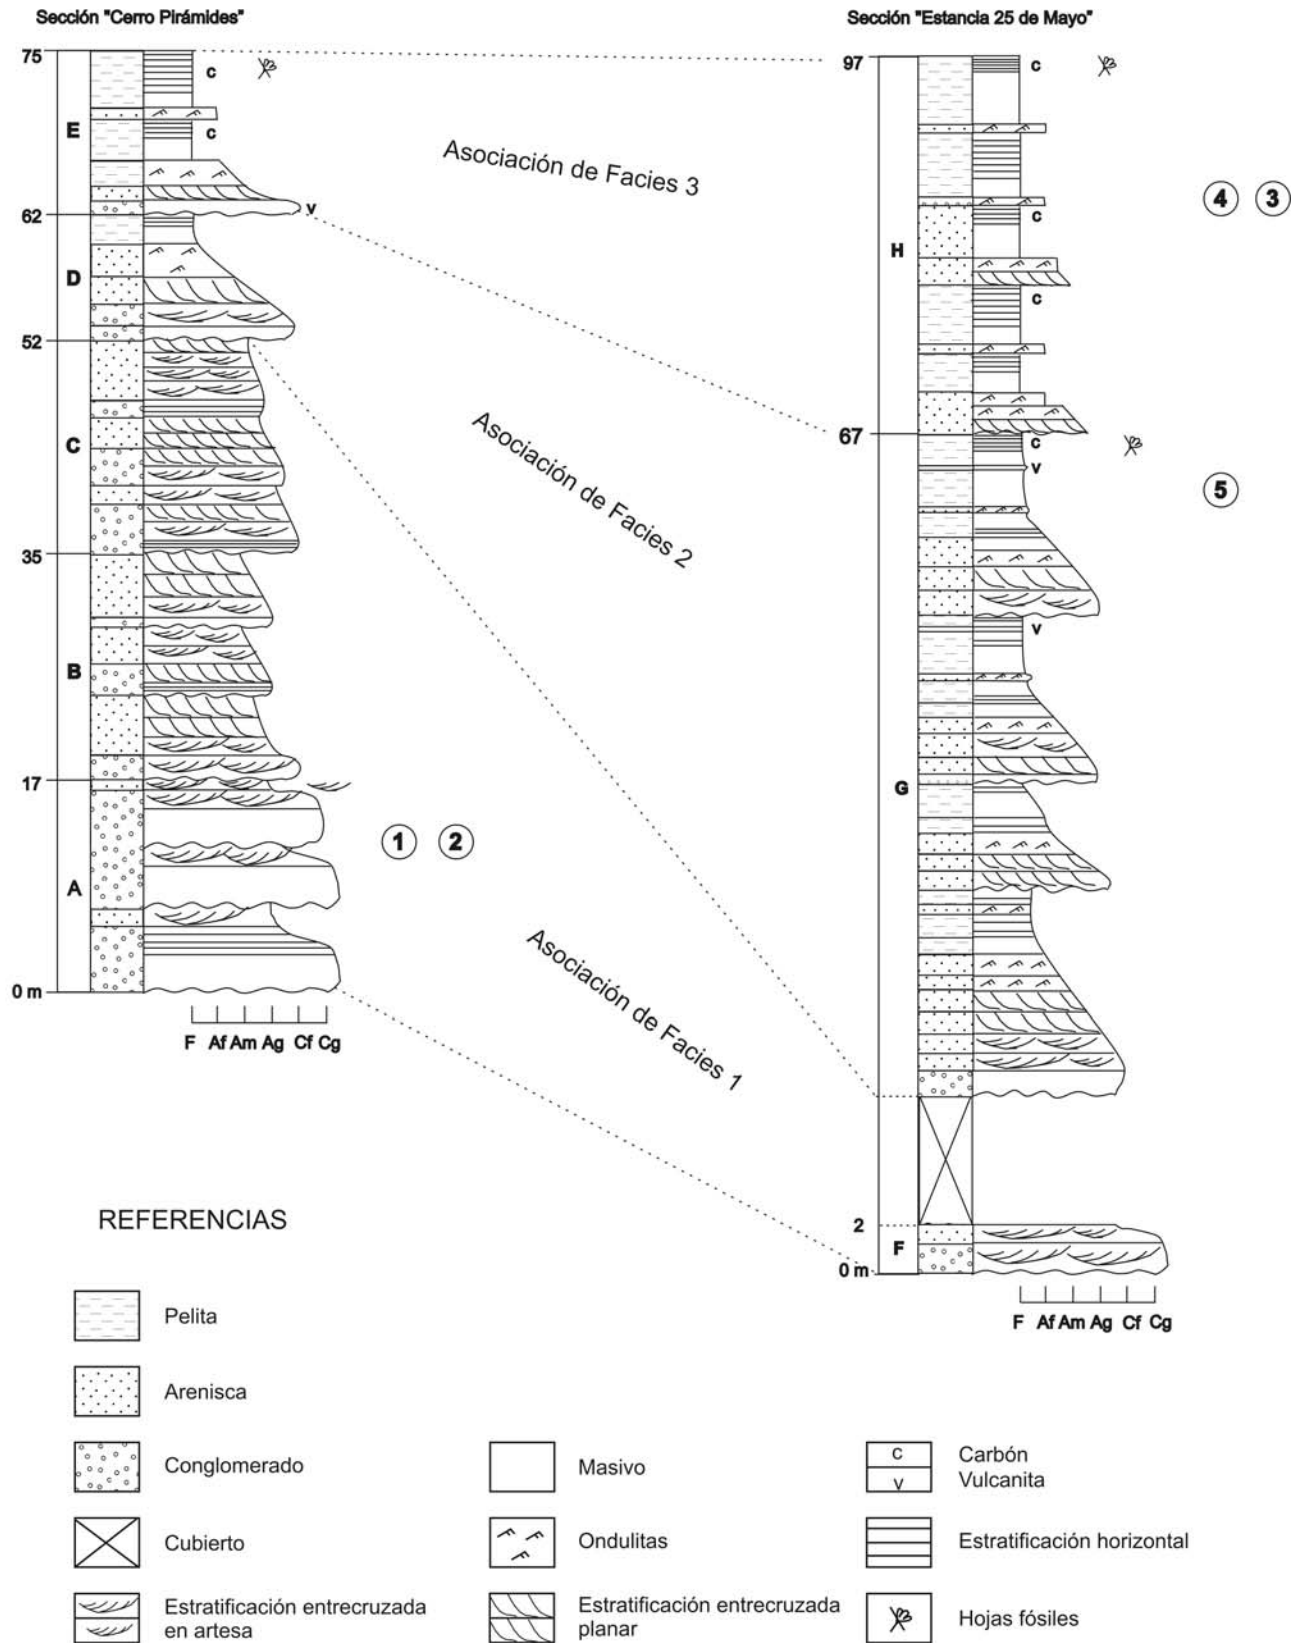 Sección "Cerro Pirámides"
75
E
C
C
62
V
D
52
C
35
B
17
A
0 m
F Af Am Ag Cf Cg
Asociación de Facies 3
Asociación de Facies 2
Asociación de Facies 1
1 2
Sección "Estancia 25 de Mayo"
97
C
4 3
C
H
C
67
C
V
5
V
G
2
F
0 m
F Af Am Ag Cf Cg
REFERENCIAS
Pelita
Arenisca
Conglomerado
Cubierto
Estratificación entrecruzada
en artesa
Masivo
Ondulitas
Estratificación entrecruzada
planar
C Carbón
V Vulcanita
Estratificación horizontal
Hojas fósiles